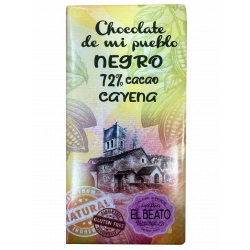 Chocolate
de mi pueblo
NEGRO
72% cacao
CAYENA
NATURAL
GLUTEN FREE
EL BEATO